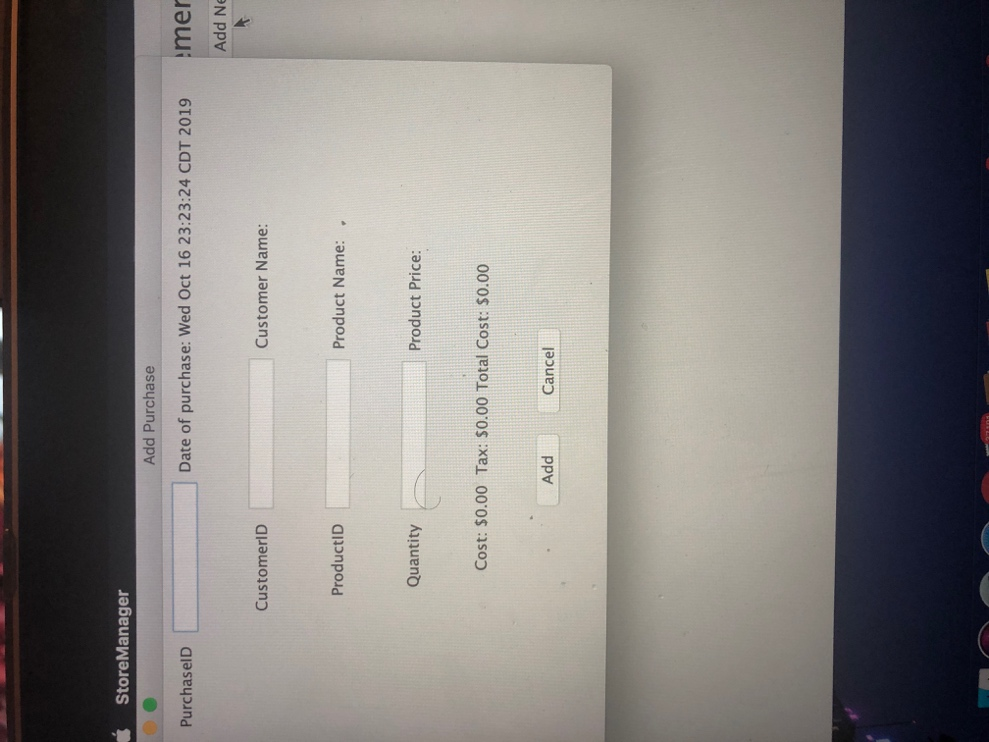 StoreManager
Add Purchase
PurchaseID Date of purchase: Wed Oct 16 23:23:24 CDT 2019
CustomerID Customer Name:
ProductID Product Name:
Quantity Product Price:
Cost: $0.00 Tax: $0.00 Total Cost: $0.00
Add Cancel
Add